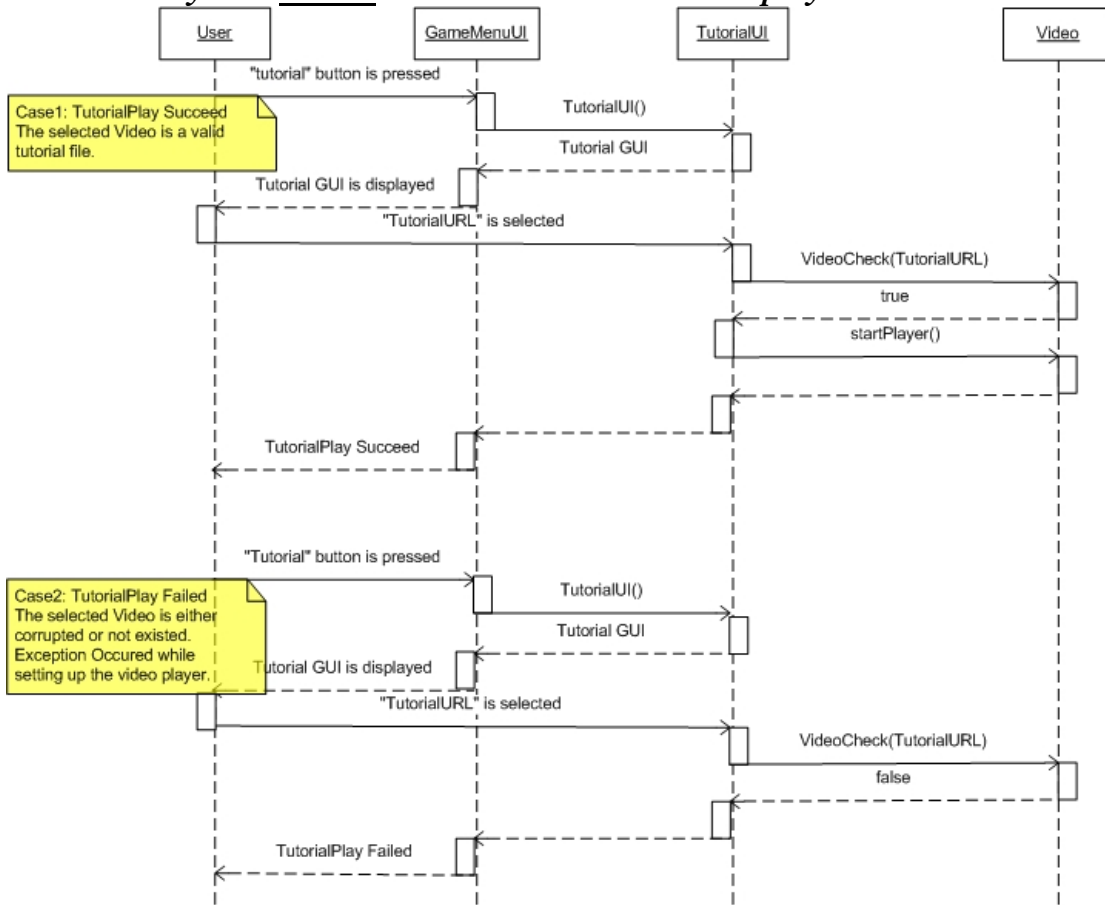 User
GameMenuUI
TutorialUI
Video
"tutorial" button is pressed
Case1: TutorialPlay Succeed
The selected Video is a valid
tutorial file.
TutorialUI()
Tutorial GUI
Tutorial GUI is displayed
"TutorialURL" is selected
VideoCheck(TutorialURL)
true
startPlayer()
TutorialPlay Succeed
"Tutorial" button is pressed
Case2: TutorialPlay Failed
The selected Video is either
corrupted or not existed.
Exception Occured while
setting up the video player.
TutorialUI()
Tutorial GUI
Tutorial GUI is displayed
"TutorialURL" is selected
VideoCheck(TutorialURL)
false
TutorialPlay Failed